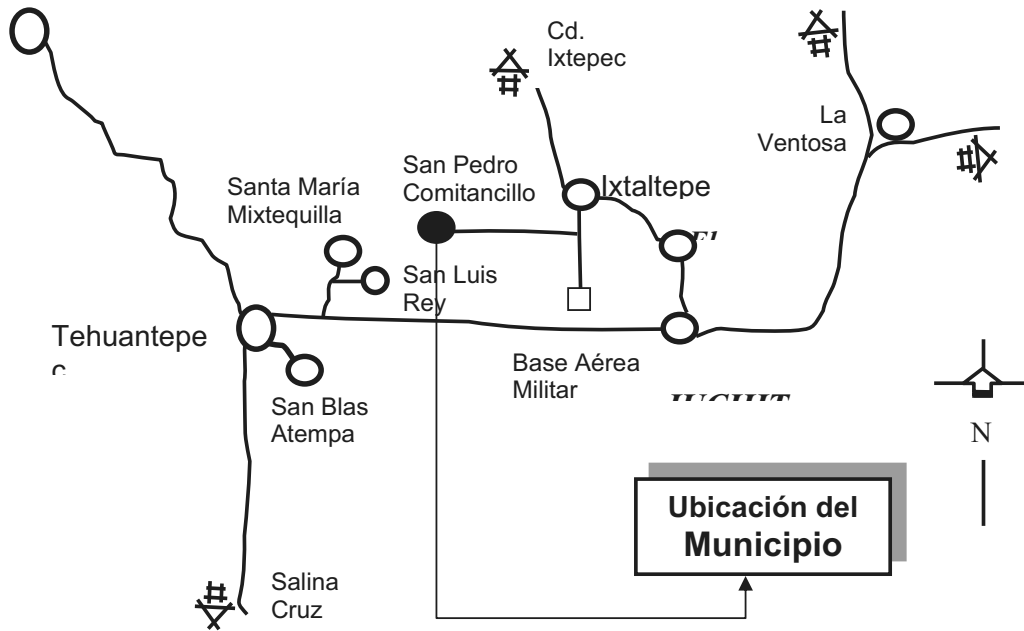 Cd.
Ixtepec
La
Ventosa
San Pedro
Comitancillo
Ixtaltepe
Santa María
Mixtequilla
San Luis
Rey
Tehuantepe
c
Base Aérea
Militar
San Blas
Atempa
N
Ubicación del
Municipio
Salina
Cruz